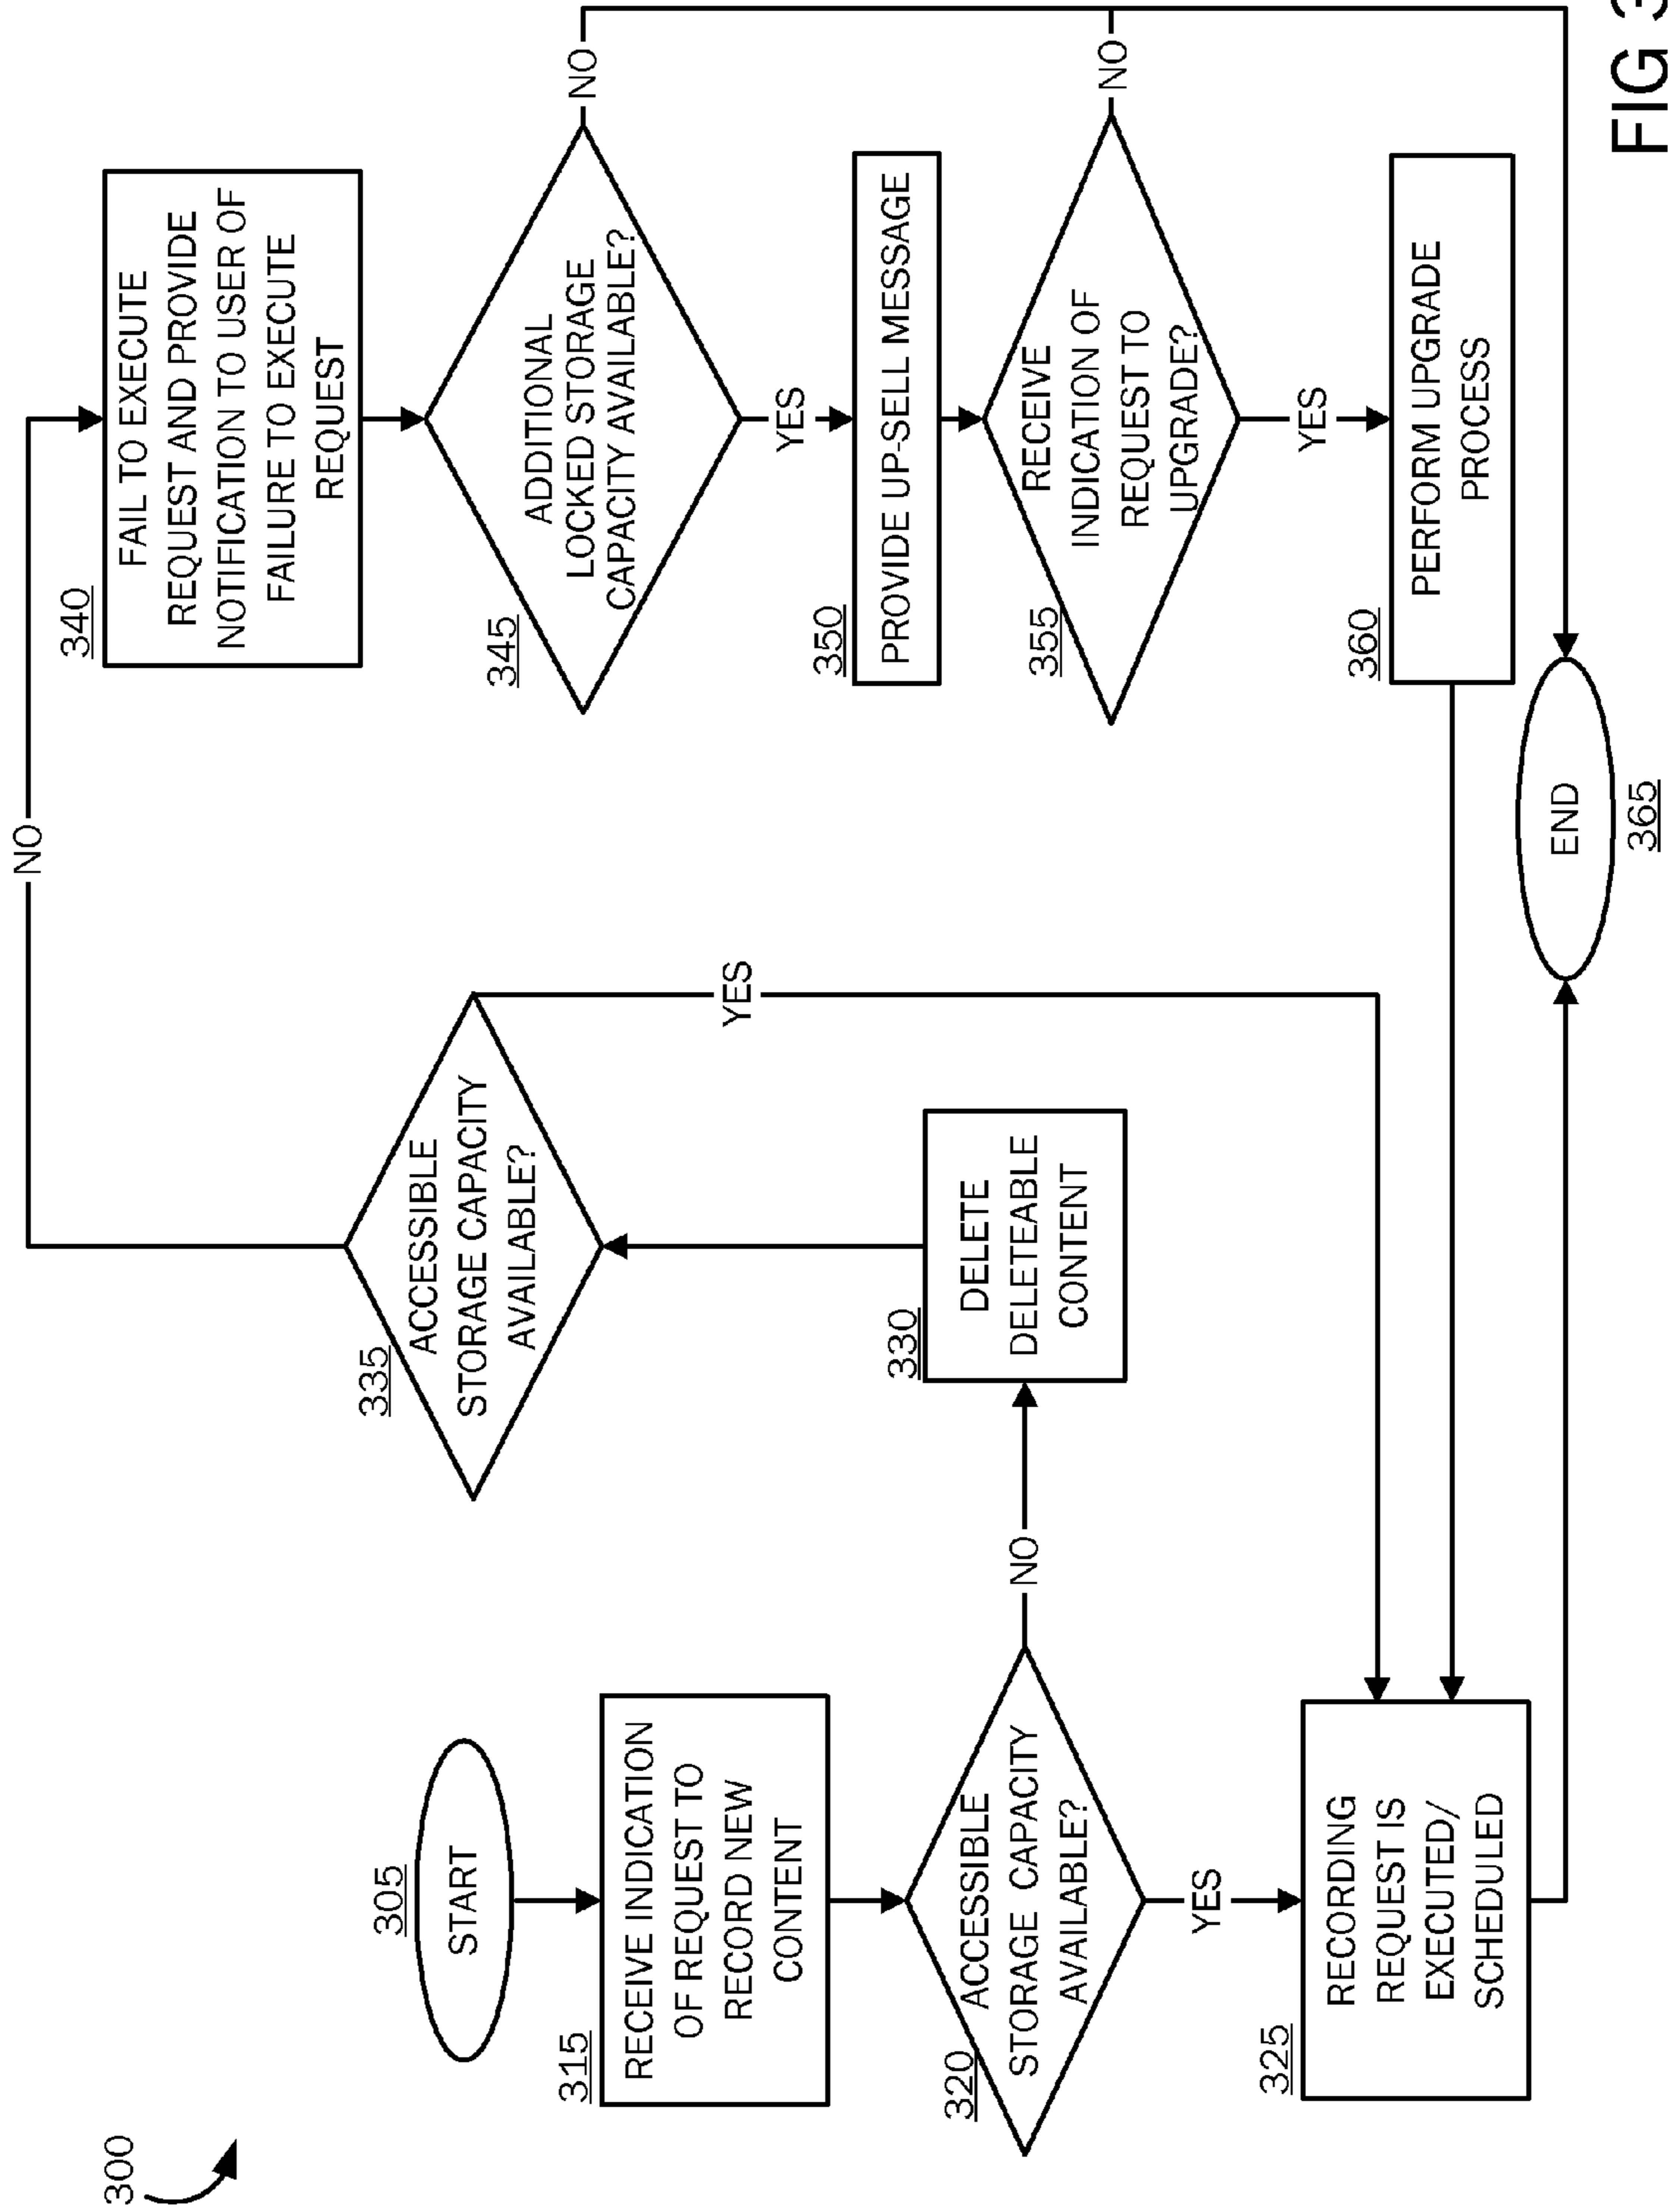 300
305
START
315
RECEIVE INDICATION
OF REQUEST TO
RECORD NEW
CONTENT
320
ACCESSIBLE
STORAGE CAPACITY
AVAILABLE?
YES
325
RECORDING
REQUEST IS
EXECUTED/
SCHEDULED
NO
330
DELETE
DELETEABLE
CONTENT
335
ACCESSIBLE
STORAGE CAPACITY
AVAILABLE?
YES
NO
340
FAIL TO EXECUTE
REQUEST AND PROVIDE
NOTIFICATION TO USER OF
FAILURE TO EXECUTE
REQUEST
345
ADDITIONAL
LOCKED STORAGE
CAPACITY AVAILABLE?
NO
YES
350
PROVIDE UP-SELL MESSAGE
355
RECEIVE
INDICATION OF
REQUEST TO
UPGRADE?
NO
YES
360
PERFORM UPGRADE
PROCESS
END
365
FIG 3